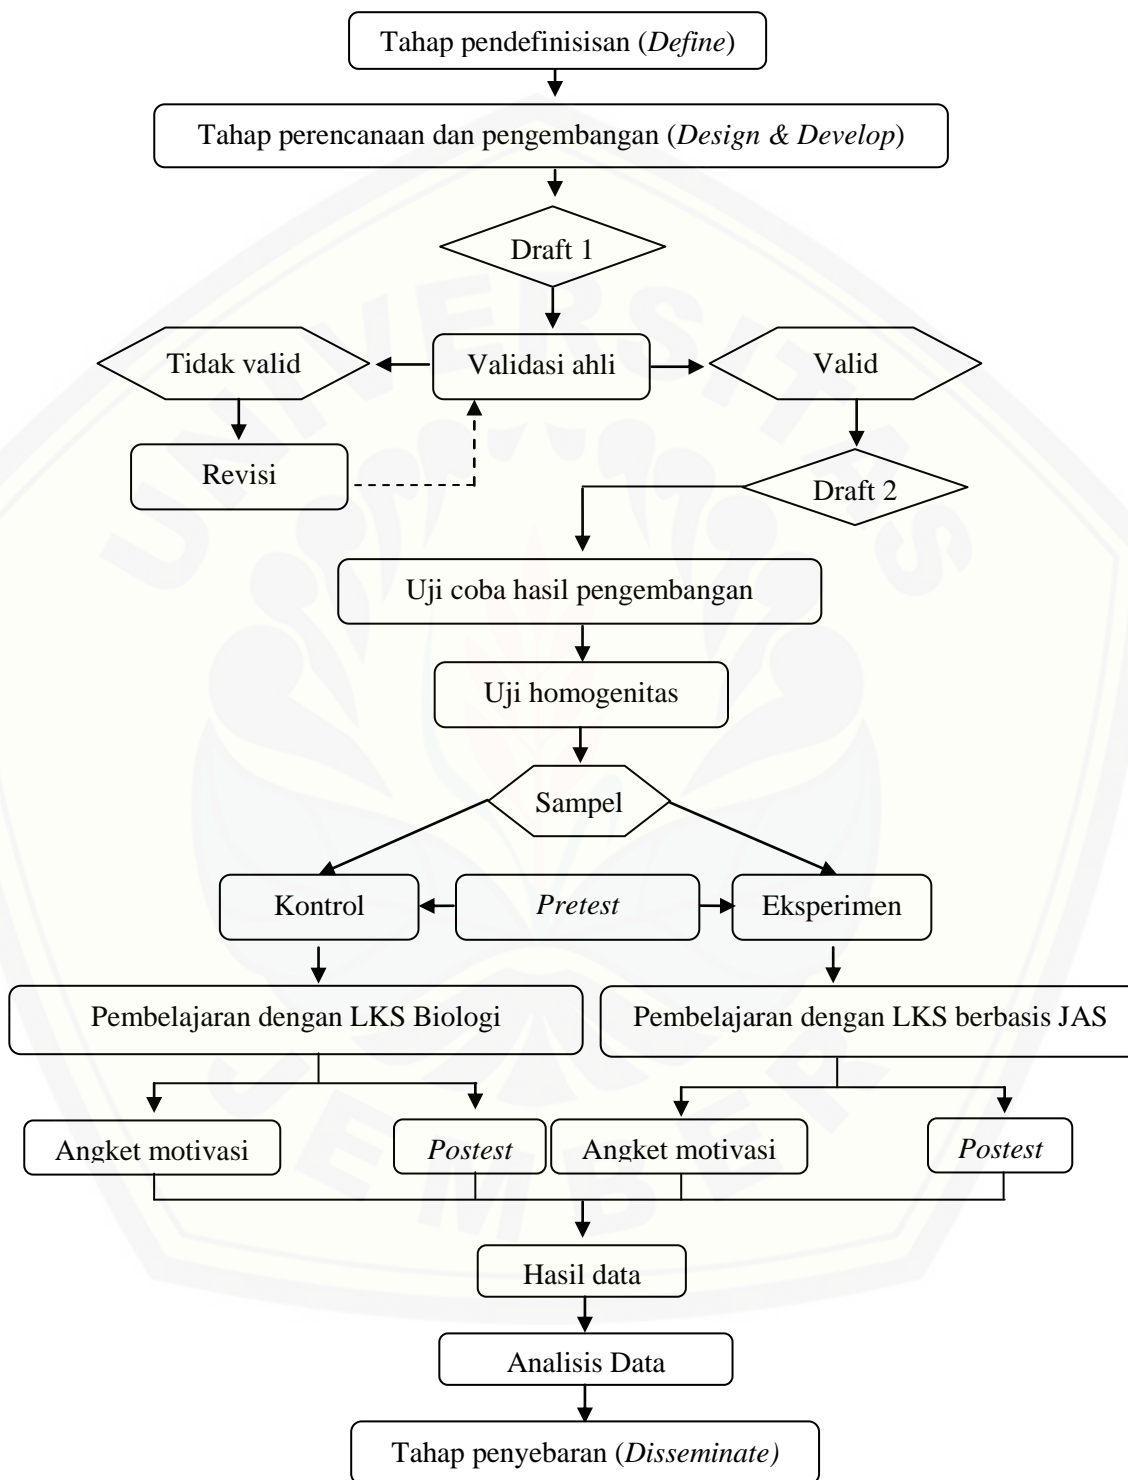 Tahap pendefinisisan (Define)
Tahap perencanaan dan pengembangan (Design & Develop)
Draft 1
Tidak valid
Validasi ahli
Valid
Revisi
Draft 2
Uji coba hasil pengembangan
Uji homogenitas
Sampel
Kontrol
Pretest
Eksperimen
Pembelajaran dengan LKS Biologi
Pembelajaran dengan LKS berbasis JAS
Angket motivasi
Postest
Angket motivasi
Postest
Hasil data
Analisis Data
Tahap penyebaran (Disseminate)
UNIVERSITAS
JEMBER